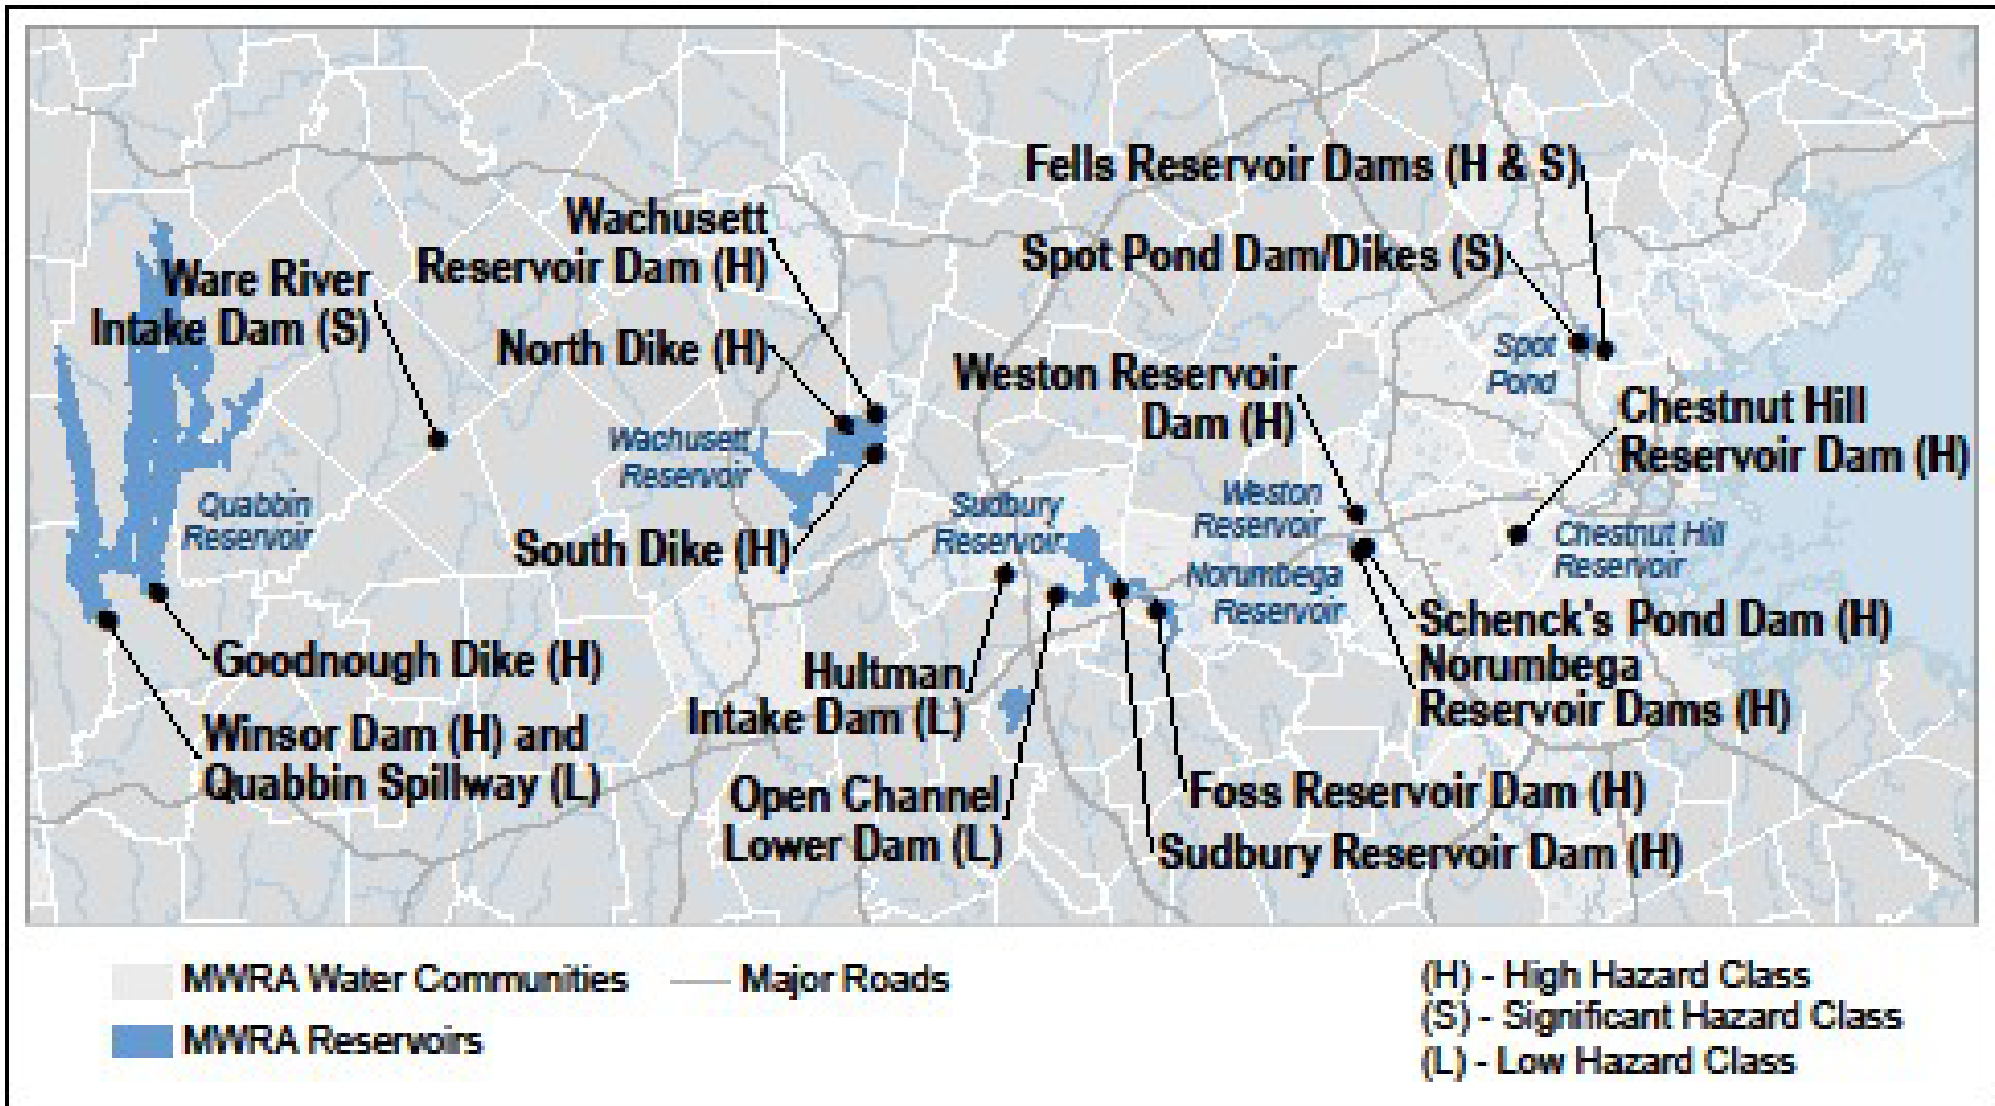 Fells Reservoir Dams (H & S)
Wachusett
Reservoir Dam (H)
Spot Pond Dam/Dikes (S)
Ware River
Intake Dam (S)
North Dike (H)
Weston Reservoir
Dam (H)
Spot
Pond
Chestnut Hill
Reservoir Dam (H)
Wachusett
Reservoir
Quabbin
Reservoir
Sudbury
Reservoir
Weston
Reservoir
Chestnut Hill
Reservoir
South Dike (H)
Norumbega
Reservoir
Schenck's Pond Dam (H)
Norumbega
Reservoir Dams (H)
Goodnough Dike (H)
Hultman
Intake Dam (L)
Winsor Dam (H) and
Quabbin Spillway (L)
Open Channel
Lower Dam (L)
Foss Reservoir Dam (H)
Sudbury Reservoir Dam (H)
MWRA Water Communities
Major Roads
MWRA Reservoirs
(H) - High Hazard Class
(S) - Significant Hazard Class
(L) - Low Hazard Class